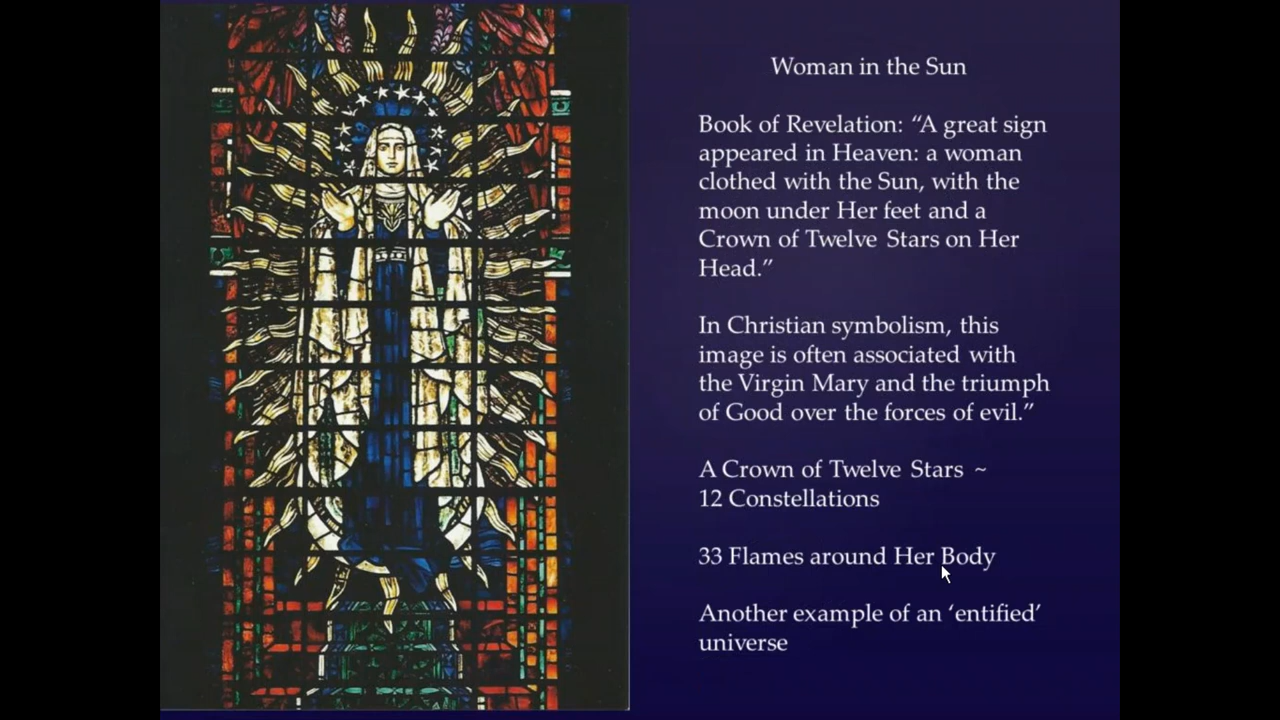 Woman in the Sun
Book of Revelation: “A great sign
appeared in Heaven: a woman
clothed with the Sun, with the
moon under Her feet and a
Crown of Twelve Stars on Her
Head.”
In Christian symbolism, this
image is often associated with
the Virgin Mary and the triumph
of Good over the forces of evil.”
A Crown of Twelve Stars ~
12 Constellations
33 Flames around Her Body
Another example of an ‘entified’
universe